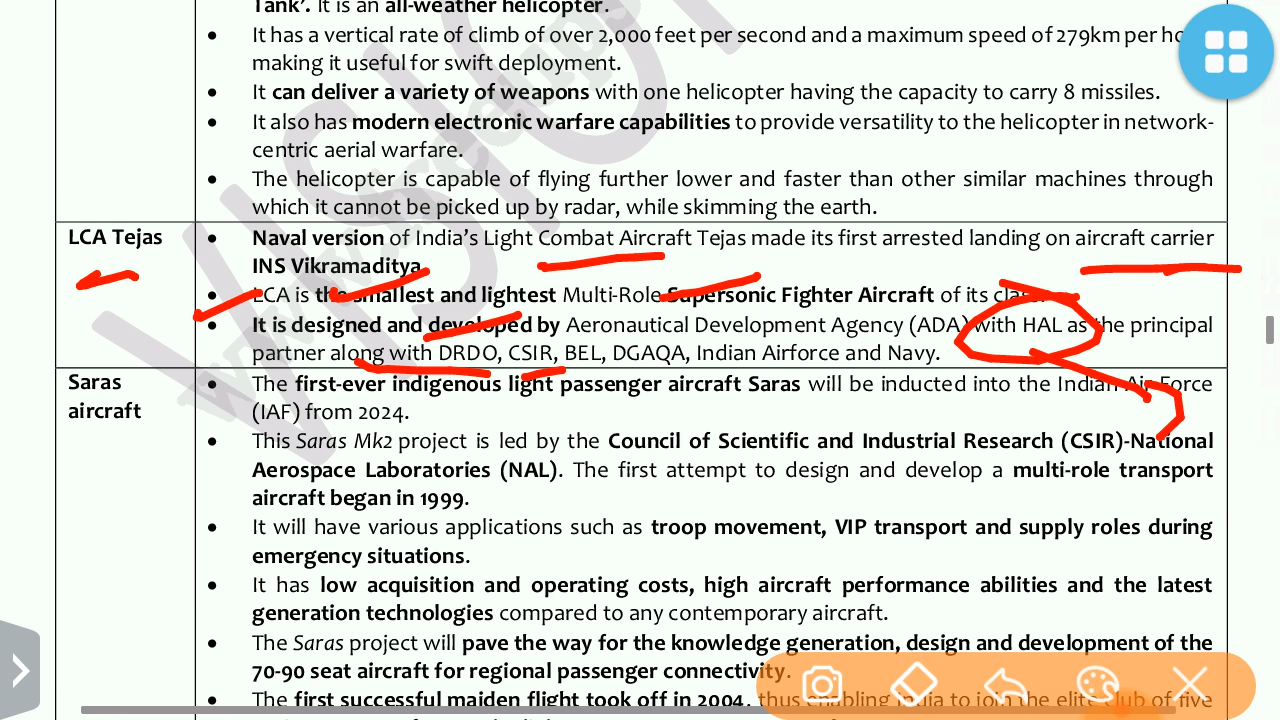 Tank’. It is an all-weather helicopter.
• It has a vertical rate of climb of over 2,000 feet per second and a maximum speed of 279km per
making it useful for swift deployment.
• It can deliver a variety of weapons with one helicopter having the capacity to carry 8 missiles.
• It also has modern electronic warfare capabilities to provide versatility to the helicopter in network-
centric aerial warfare.
• The helicopter is capable of flying further lower and faster than other similar machines through
which it cannot be picked up by radar, while skimming the earth.
LCA Tejas
• Naval version of India’s Light Combat Aircraft Tejas made its first arrested landing on aircraft carrier
INS Vikramaditya
• LCA is the smallest and lightest Multi-Role Supersonic Fighter Aircraft of its
• It is designed and developed by Aeronautical Development Agency (ADA) with HAL as the principal
partner along with DRDO, CSIR, BEL, DGAQA, Indian Airforce and Navy.
Saras
aircraft
• The first-ever indigenous light passenger aircraft Saras will be inducted into the Indian Air Force
(IAF) from 2024.
• This Saras Mk2 project is led by the Council of Scientific and Industrial Research (CSIR)-National
Aerospace Laboratories (NAL). The first attempt to design and develop a multi-role transport
aircraft began in 1999.
• It will have various applications such as troop movement, VIP transport and supply roles during
emergency situations.
• It has low acquisition and operating costs, high aircraft performance abilities and the latest
generation technologies compared to any contemporary aircraft.
• The Saras project will pave the way for the knowledge generation, design and development of the
70-90 seat aircraft for regional passenger connectivity.
• The first successful maiden flight took off in 2004, thus enabling India to join the elite club of five